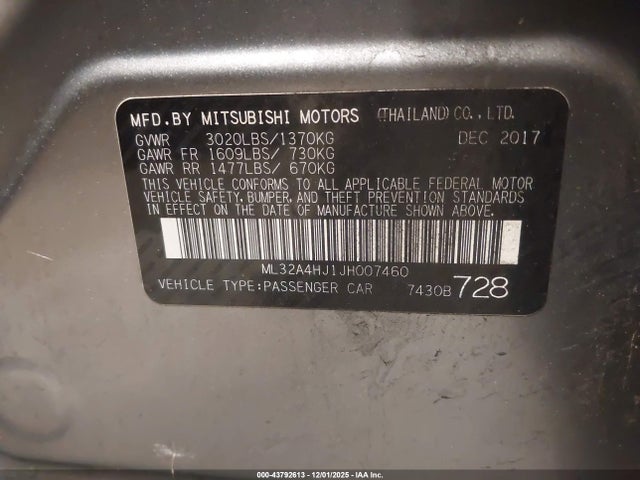 MFD.BY MITSUBISHI MOTORS (THAILAND) CO., LTD.
GVWR 3020LBS/1370KG DEC 2017
GAWR FR 1609LBS/ 730KG
GAWR RR 1477LBS/ 670KG
THIS VEHICLE CONFORMS TO ALL APPLICABLE FEDERAL MOTOR
VEHICLE SAFETY, BUMPER, AND THEFT PREVENTION STANDARDS
IN EFFECT ON THE DATE OF MANUFACTURE SHOWN ABOVE.
ML32A4HJ1JH007460
VEHICLE TYPE:PASSENGER CAR 7430B 728
000-43792613 - 12/01/2025 - IAA Inc.